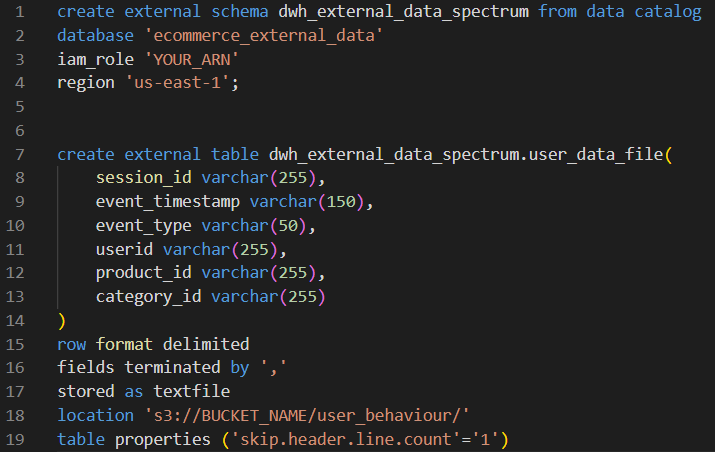 1 create external schema dwh_external_data_spectrum from data catalog
2 database 'ecommerce_external_data'
3 iam_role 'YOUR_ARN'
4 region 'us-east-1';
5
6
7 create external table dwh_external_data_spectrum.user_data_file(
8     session_id varchar(255),
9     event_timestamp varchar(150),
10     event_type varchar(50),
11     userid varchar(255),
12     product_id varchar(255),
13     category_id varchar(255)
14 )
15 row format delimited
16 fields terminated by ','
17 stored as textfile
18 location 's3://BUCKET_NAME/user_behaviour/'
19 table properties ('skip.header.line.count'='1')